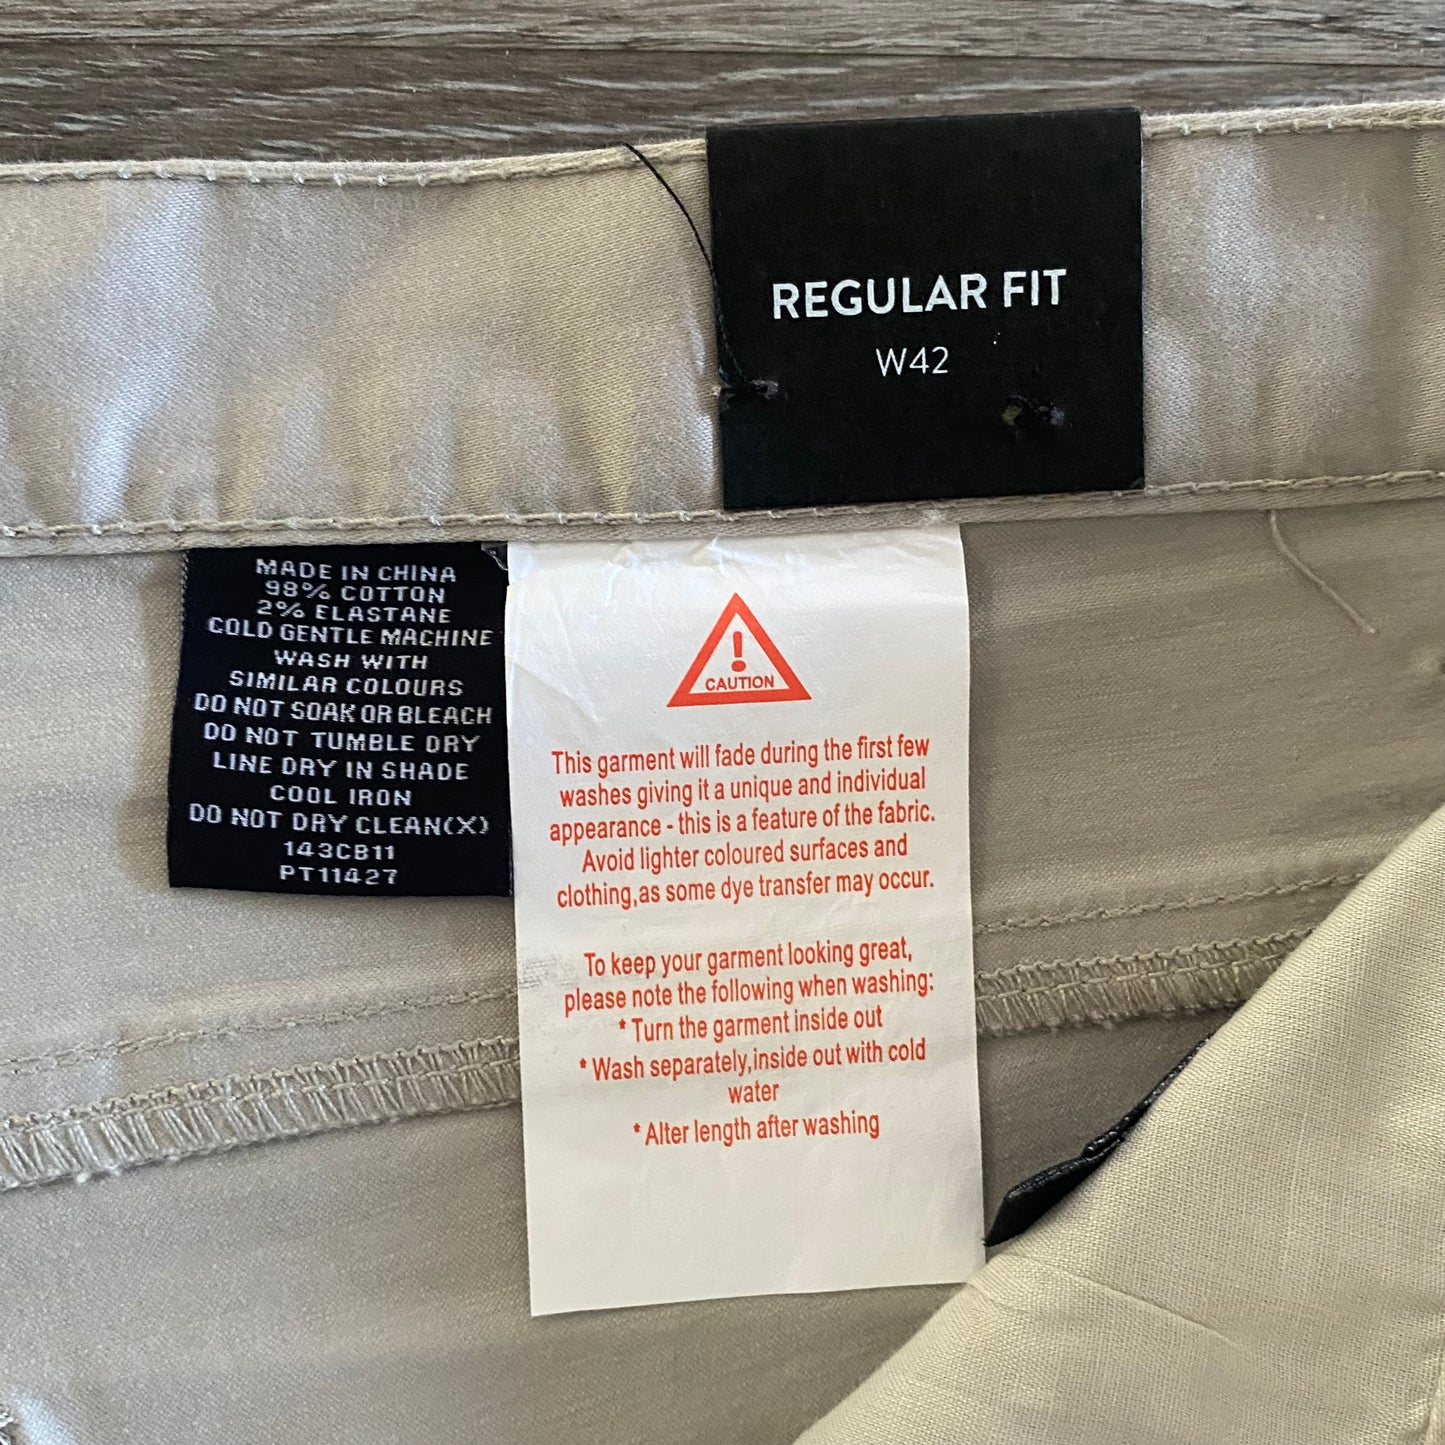 REGULAR FIT
W42
MADE IN CHINA
98% COTTON
2% ELASTANE
COLD GENTLE MACHINE
WASH WITH
SIMILAR COLOURS
DO NOT SOAK OR BLEACH
DO NOT TUMBLE DRY
LINE DRY IN SHADE
COOL IRON
DO NOT DRY CLEAN(X)
143CB11
PT11427
!
CAUTION
This garment will fade during the first few
washes giving it a unique and individual
appearance - this is a feature of the fabric.
Avoid lighter coloured surfaces and
clothing,as some dye transfer may occur.
To keep your garment looking great,
please note the following when washing:
* Turn the garment inside out
* Wash separately,inside out with cold
water
* Alter length after washing